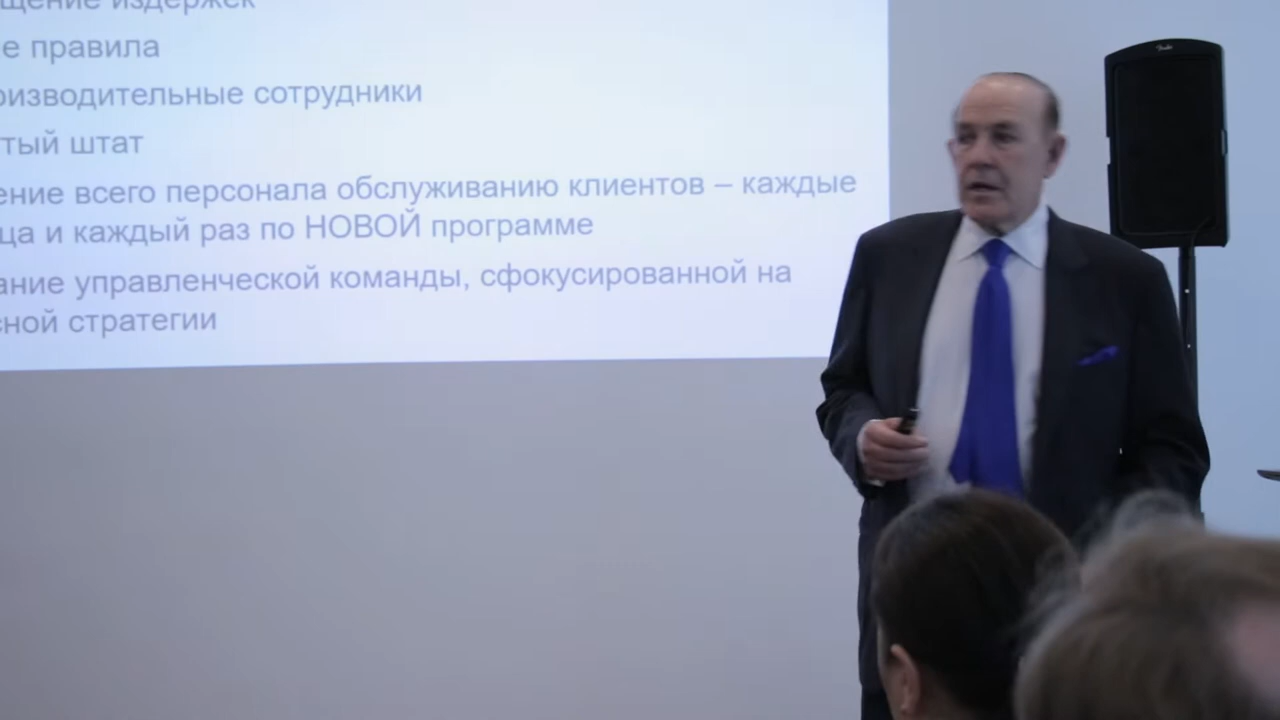 щение издержек
е правила
оизводительные сотрудники
тый штат
ение всего персонала обслуживанию клиентов – каждые
ца и каждый раз по НОВОЙ программе
ание управленческой команды, сфокусированной на
сной стратегии